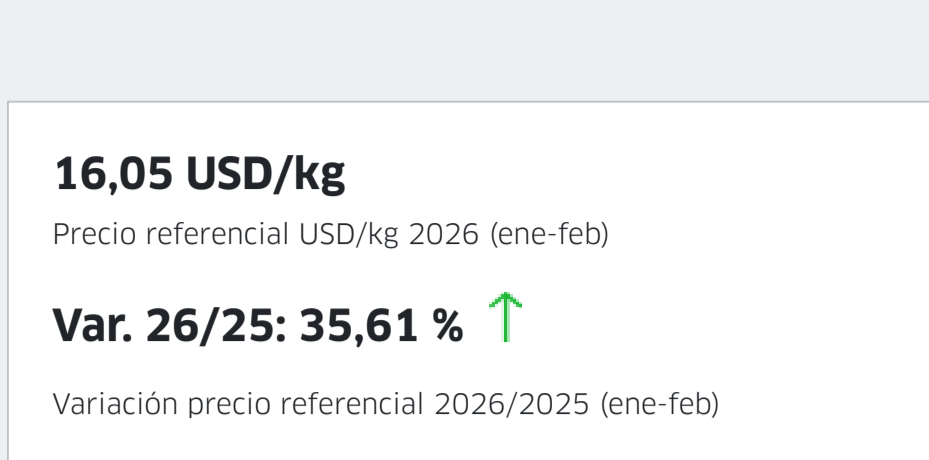 16,05 USD/kg
Precio referencial USD/kg 2026 (ene-feb)
Var. 26/25: 35,61 %
Variación precio referencial 2026/2025 (ene-feb)